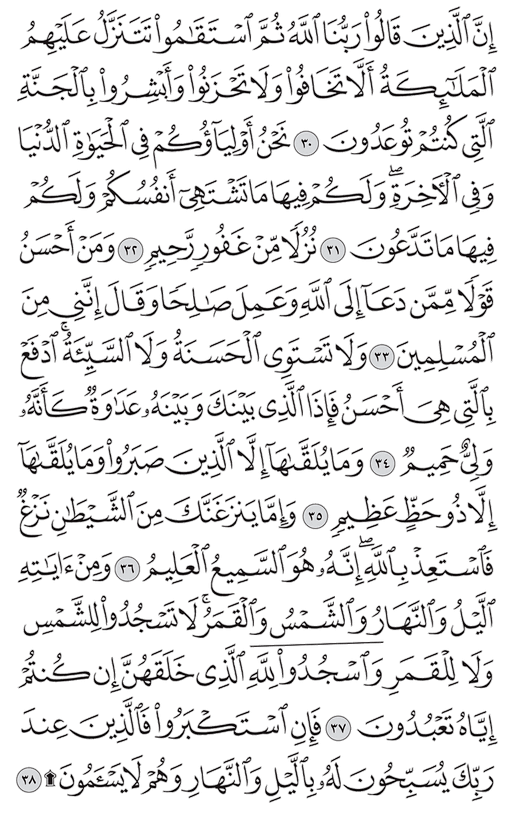 إِنَّ ٱلَّذِينَ قَالُوا۟ رَبُّنَا ٱللَّهُ ثُمَّ ٱسْتَقَـٰمُوا۟ تَتَنَزَّلُ عَلَيْهِمُ
ٱلْمَلَـٰٓئِكَةُ أَلَّا تَخَافُوا۟ وَلَا تَحْزَنُوا۟ وَأَبْشِرُوا۟ بِٱلْجَنَّةِ
ٱلَّتِى كُنتُمْ تُوعَدُونَ ٣٠ نَحْنُ أَوْلِيَآؤُكُمْ فِى ٱلْحَيَوٰةِ ٱلدُّنْيَا
وَفِى ٱلْـَٔاخِرَةِ ۖ وَلَكُمْ فِيهَا مَا تَشْتَهِىٓ أَنفُسُكُمْ وَلَكُمْ
فِيهَا مَا تَدَّعُونَ ٣١ نُزُلًا مِّنْ غَفُورٍ رَّحِيمٍ ٣٢ وَمَنْ أَحْسَنُ
قَوْلًا مِّمَّن دَعَآ إِلَى ٱللَّهِ وَعَمِلَ صَـٰلِحًا وَقَالَ إِنَّنِى مِنَ
ٱلْمُسْلِمِينَ ٣٣ وَلَا تَسْتَوِى ٱلْحَسَنَةُ وَلَا ٱلسَّيِّئَةُ ۚ ٱدْفَعْ
بِٱلَّتِى هِىَ أَحْسَنُ فَإِذَا ٱلَّذِى بَيْنَكَ وَبَيْنَهُۥ عَدَٰوَةٌ كَأَنَّهُۥ
وَلِىٌّ حَمِيمٌ ٣٤ وَمَا يُلَقَّىٰهَآ إِلَّا ٱلَّذِينَ صَبَرُوا۟ وَمَا يُلَقَّىٰهَآ
إِلَّا ذُو حَظٍّ عَظِيمٍ ٣٥ وَإِمَّا يَنزَغَنَّكَ مِنَ ٱلشَّيْطَـٰنِ نَزْغٌ
فَٱسْتَعِذْ بِٱللَّهِ ۖ إِنَّهُۥ هُوَ ٱلسَّمِيعُ ٱلْعَلِيمُ ٣٦ وَمِنْ ءَايَـٰتِهِ
ٱلَّيْلُ وَٱلنَّهَارُ وَٱلشَّمْسُ وَٱلْقَمَرُ ۚ لَا تَسْجُدُوا۟ لِلشَّمْسِ
وَلَا لِلْقَمَرِ وَٱسْجُدُوا۟ لِلَّهِ ٱلَّذِى خَلَقَهُنَّ إِن كُنتُمْ
إِيَّاهُ تَعْبُدُونَ ٣٧ فَإِنِ ٱسْتَكْبَرُوا۟ فَٱلَّذِينَ عِندَ
رَبِّكَ يُسَبِّحُونَ لَهُۥ بِٱلَّيْلِ وَٱلنَّهَارِ وَهُمْ لَا يَسْـَٔمُونَ ۩ ٣٨